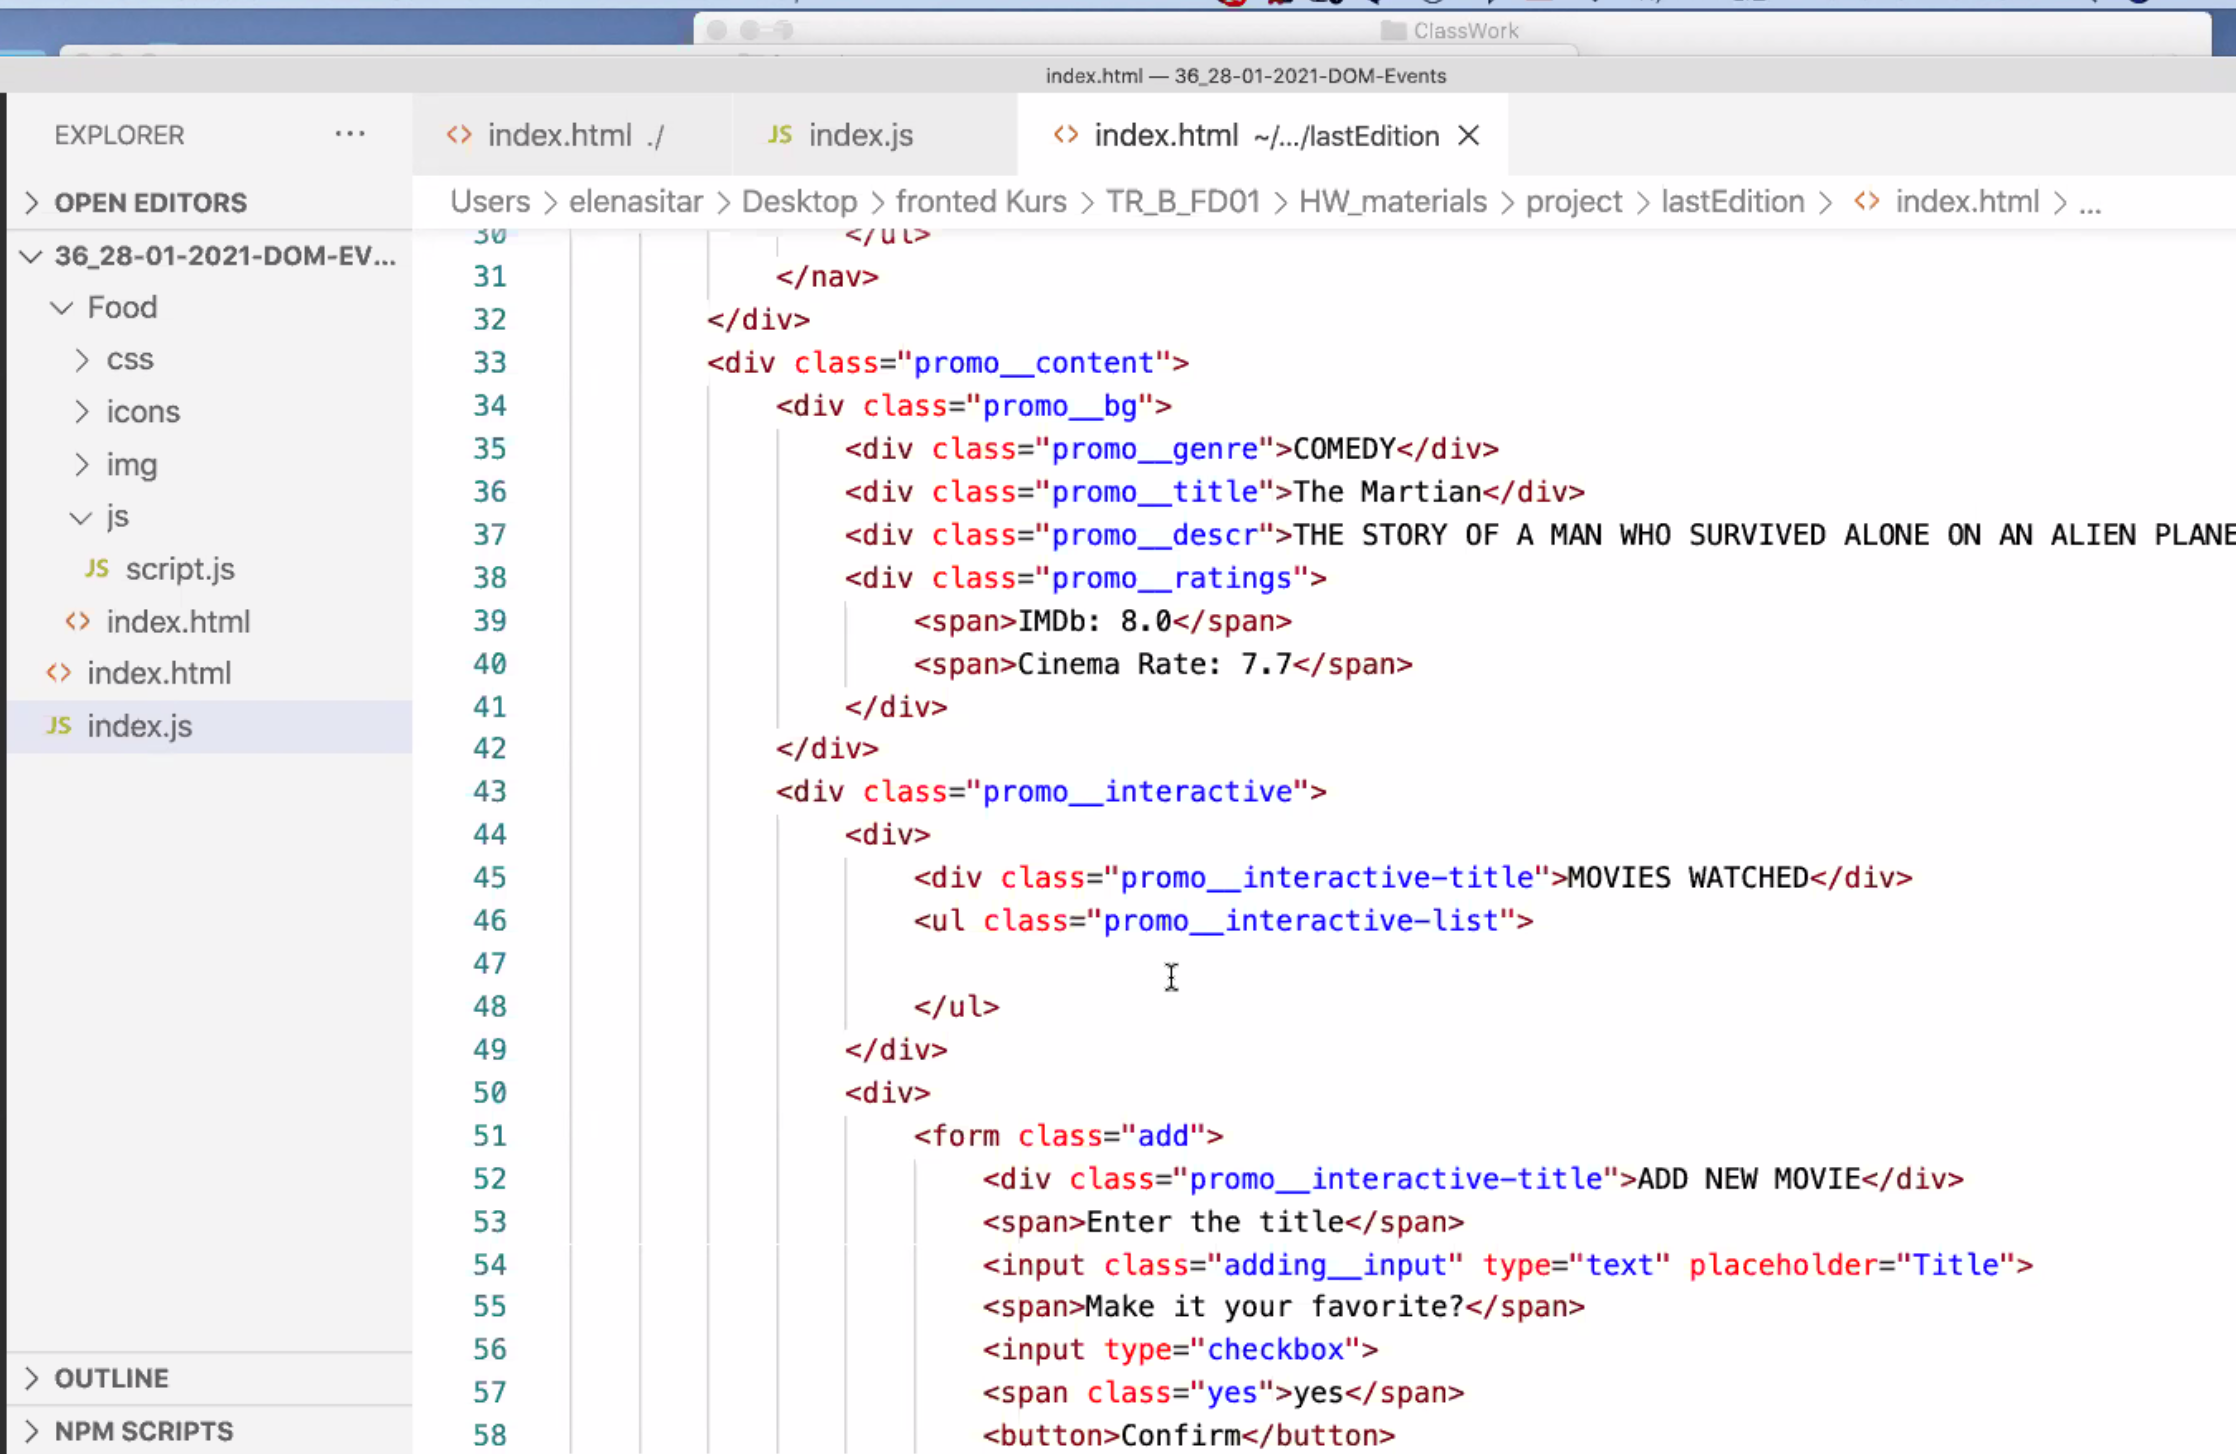 ClassWork
index.html — 36_28-01-2021-DOM-Events
EXPLORER ...
index.html ./
JS index.js
index.html ~/.../lastEdition
OPEN EDITORS
Users > elenasitar > Desktop > fronted Kurs > TR_B_FD01 > HW_materials > project > lastEdition > index.html > ...
36_28-01-2021-DOM-EV...
Food
css
icons
img
js
JS script.js
index.html
index.html
JS index.js
OUTLINE
NPM SCRIPTS
30 </ul>
31 </nav>
32 </div>
33 <div class="promo__content">
34 <div class="promo__bg">
35 <div class="promo__genre">COMEDY</div>
36 <div class="promo__title">The Martian</div>
37 <div class="promo__descr">THE STORY OF A MAN WHO SURVIVED ALONE ON AN ALIEN PLANE
38 <div class="promo__ratings">
39 <span>IMDb: 8.0</span>
40 <span>Cinema Rate: 7.7</span>
41 </div>
42 </div>
43 <div class="promo__interactive">
44 <div>
45 <div class="promo__interactive-title">MOVIES WATCHED</div>
46 <ul class="promo__interactive-list">
47
48 </ul>
49 </div>
50 <div>
51 <form class="add">
52 <div class="promo__interactive-title">ADD NEW MOVIE</div>
53 <span>Enter the title</span>
54 <input class="adding__input" type="text" placeholder="Title">
55 <span>Make it your favorite?</span>
56 <input type="checkbox">
57 <span class="yes">yes</span>
58 <button>Confirm</button>